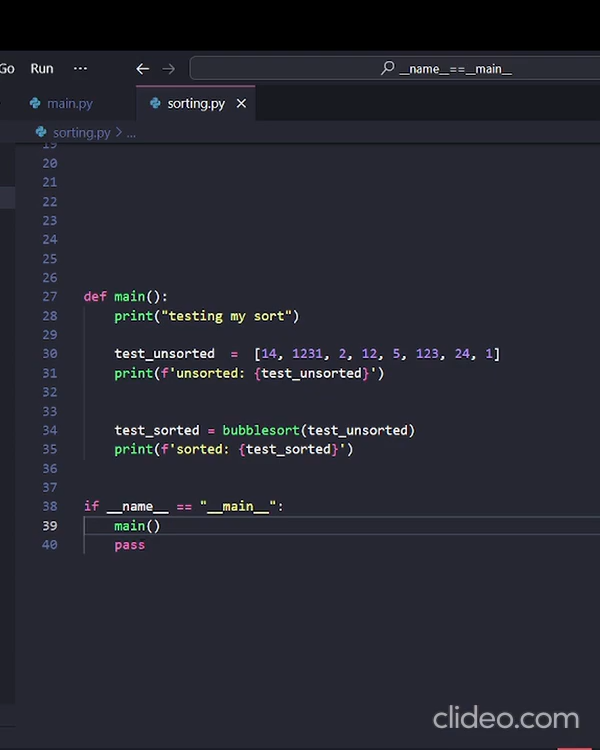 Go Run ··· ← → __name__==__main__
main.py sorting.py ×
sorting.py > ...
19
20
21
22
23
24
25
26
27 def main():
28 print("testing my sort")
29
30 test_unsorted = [14, 1231, 2, 12, 5, 123, 24, 1]
31 print(f'unsorted: {test_unsorted}')
32
33
34 test_sorted = bubblesort(test_unsorted)
35 print(f'sorted: {test_sorted}')
36
37
38 if __name__ == "__main__":
39 main()
40 pass
clideo.com